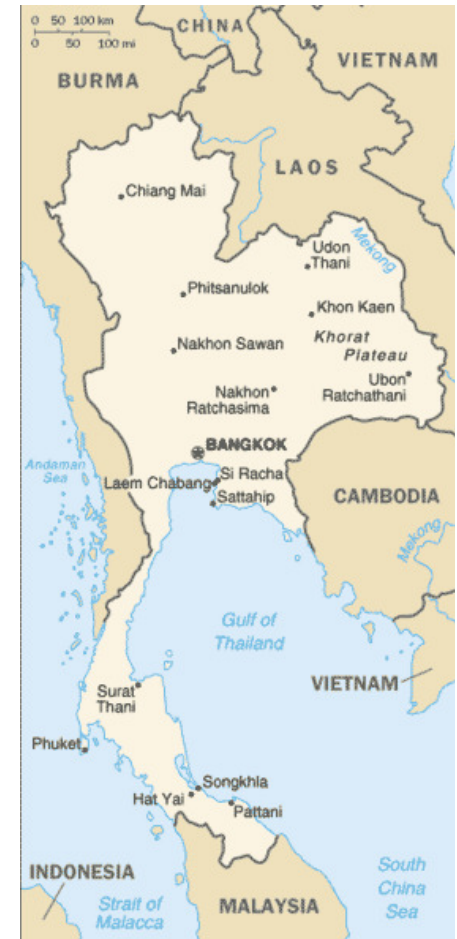 0 50 100 km
0 50 100 mi
CHINA
VIETNAM
BURMA
LAOS
Chiang Mai
Mekong
Udon
Thani
Phitsanulok
Khon Kaen
Khorat
Plateau
Nakhon Sawan
Ubon
Ratchathani
Nakhon
Ratchasima
BANGKOK
Andaman
Sea
Si Racha
Laem Chabang
Sattahip
CAMBODIA
Mekong
Gulf of
Thailand
VIETNAM
Surat
Thani
Phuket
Songkhla
Hat Yai
Pattani
INDONESIA
South
China
Sea
Strait of
Malacca
MALAYSIA